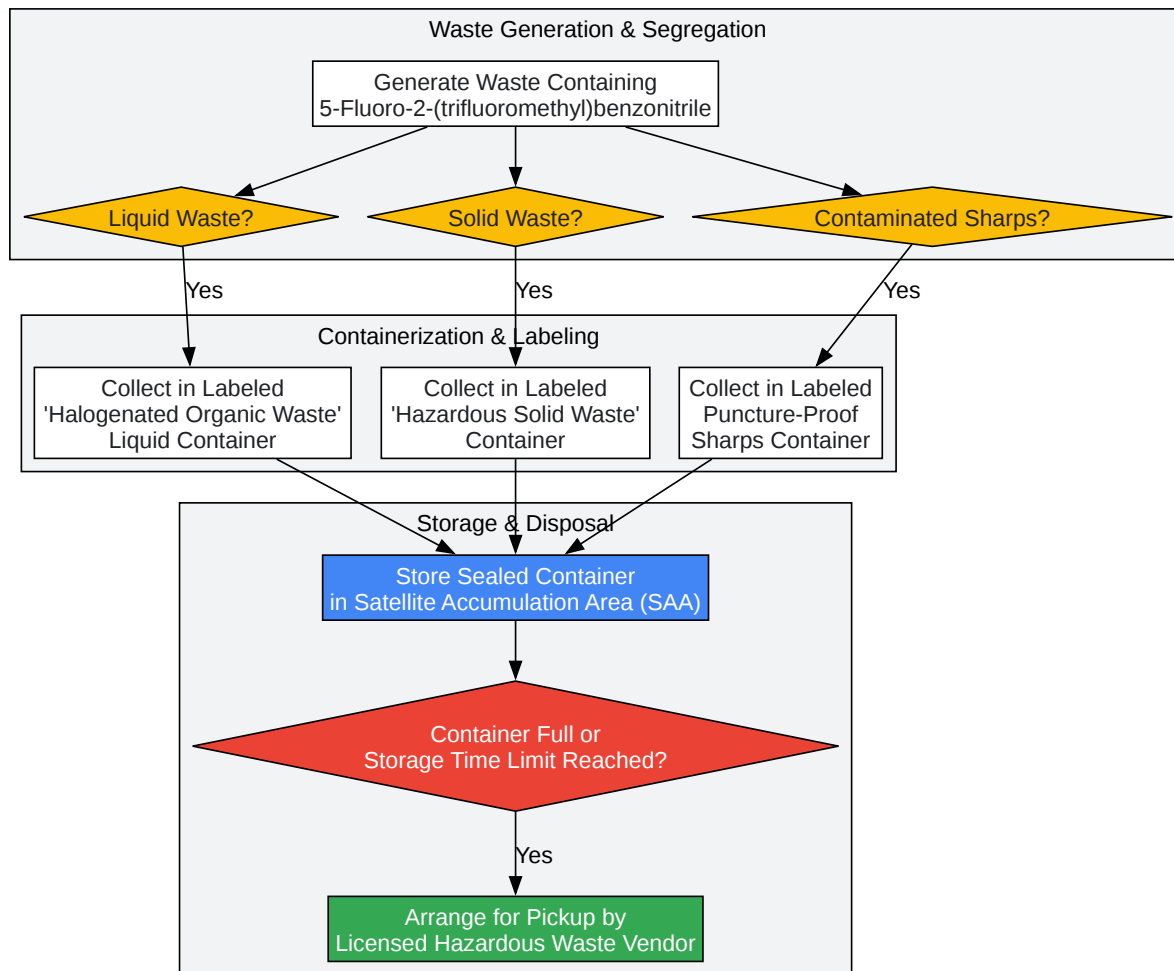 Waste Generation & Segregation
Generate Waste Containing
5-Fluoro-2-(trifluoromethyl)benzonitrile
Liquid Waste?
Solid Waste?
Contaminated Sharps?
Yes
Yes
Yes
Containerization & Labeling
Collect in Labeled
'Halogenated Organic Waste'
Liquid Container
Collect in Labeled
'Hazardous Solid Waste'
Container
Collect in Labeled
Puncture-Proof
Sharps Container
Storage & Disposal
Store Sealed Container
in Satellite Accumulation Area (SAA)
Container Full or
Storage Time Limit Reached?
Yes
Arrange for Pickup by
Licensed Hazardous Waste Vendor